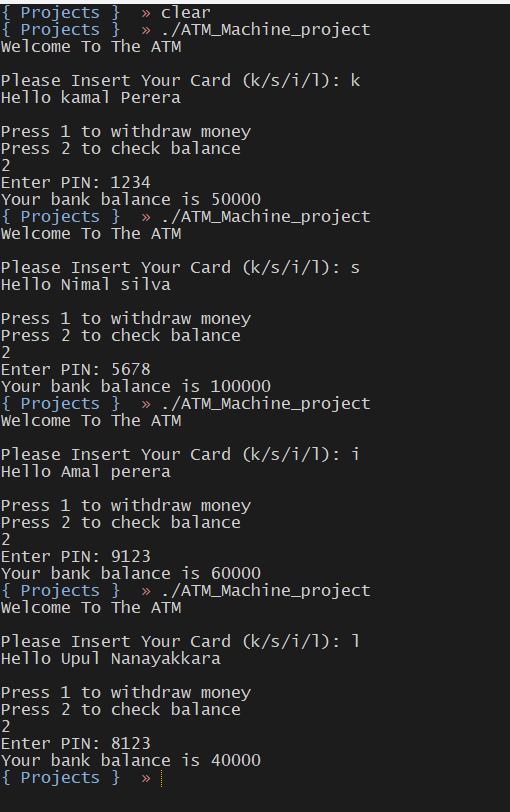 { Projects }  » clear
{ Projects }  » ./ATM_Machine_project
Welcome To The ATM
Please Insert Your Card (k/s/i/l): k
Hello kamal Perera
Press 1 to withdraw money
Press 2 to check balance
2
Enter PIN: 1234
Your bank balance is 50000
{ Projects }  » ./ATM_Machine_project
Welcome To The ATM
Please Insert Your Card (k/s/i/l): s
Hello Nimal silva
Press 1 to withdraw money
Press 2 to check balance
2
Enter PIN: 5678
Your bank balance is 100000
{ Projects }  » ./ATM_Machine_project
Welcome To The ATM
Please Insert Your Card (k/s/i/l): i
Hello Amal perera
Press 1 to withdraw money
Press 2 to check balance
2
Enter PIN: 9123
Your bank balance is 60000
{ Projects }  » ./ATM_Machine_project
Welcome To The ATM
Please Insert Your Card (k/s/i/l): l
Hello Upul Nanayakkara
Press 1 to withdraw money
Press 2 to check balance
2
Enter PIN: 8123
Your bank balance is 40000
{ Projects }  »